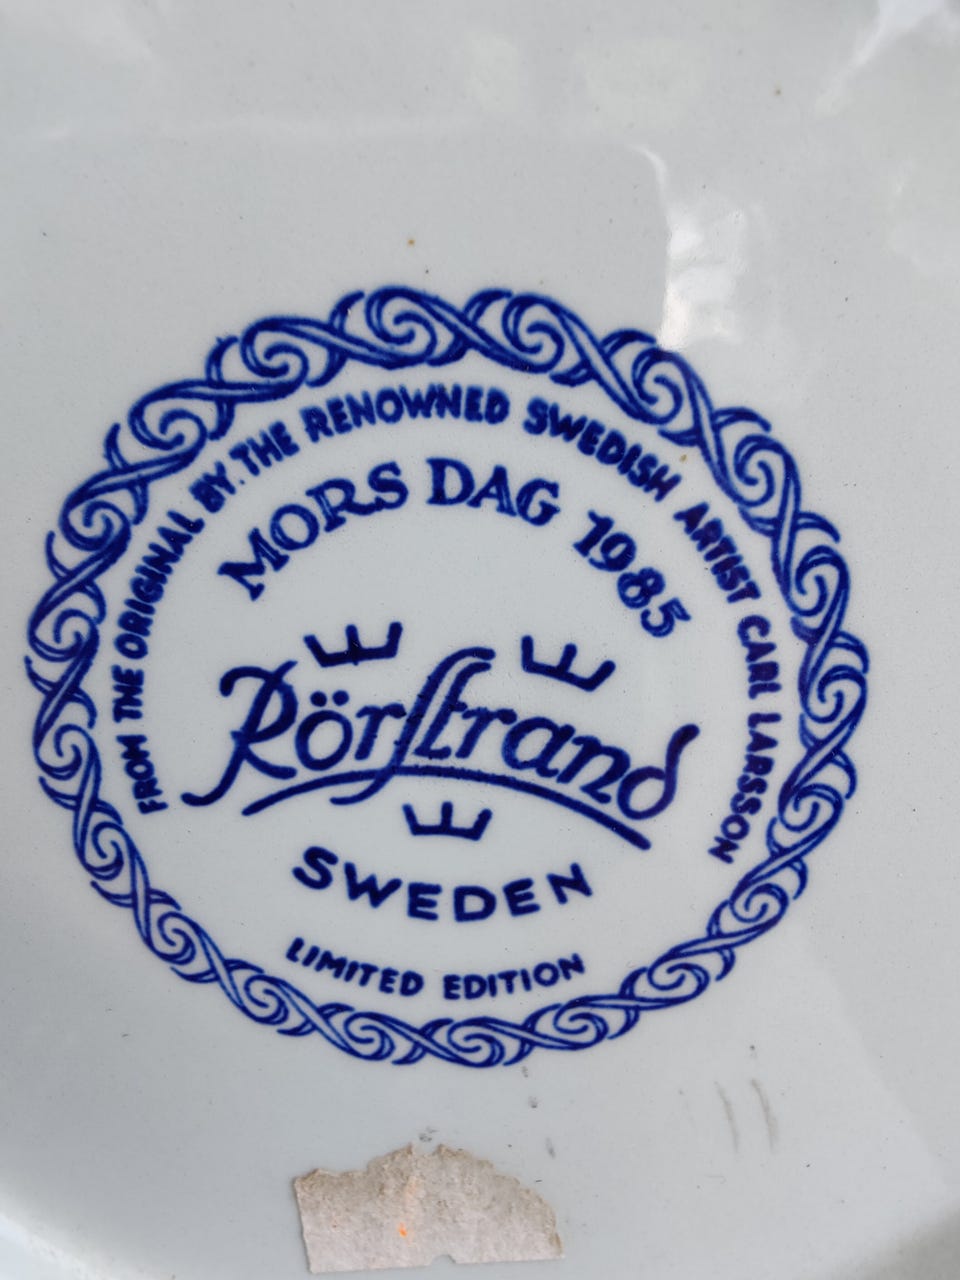 FROM THE ORIGINAL BY THE RENOWNED SWEDISH ARTIST CARL LARSSON
MORS DAG 1985
Rörstrand
SWEDEN
LIMITED EDITION